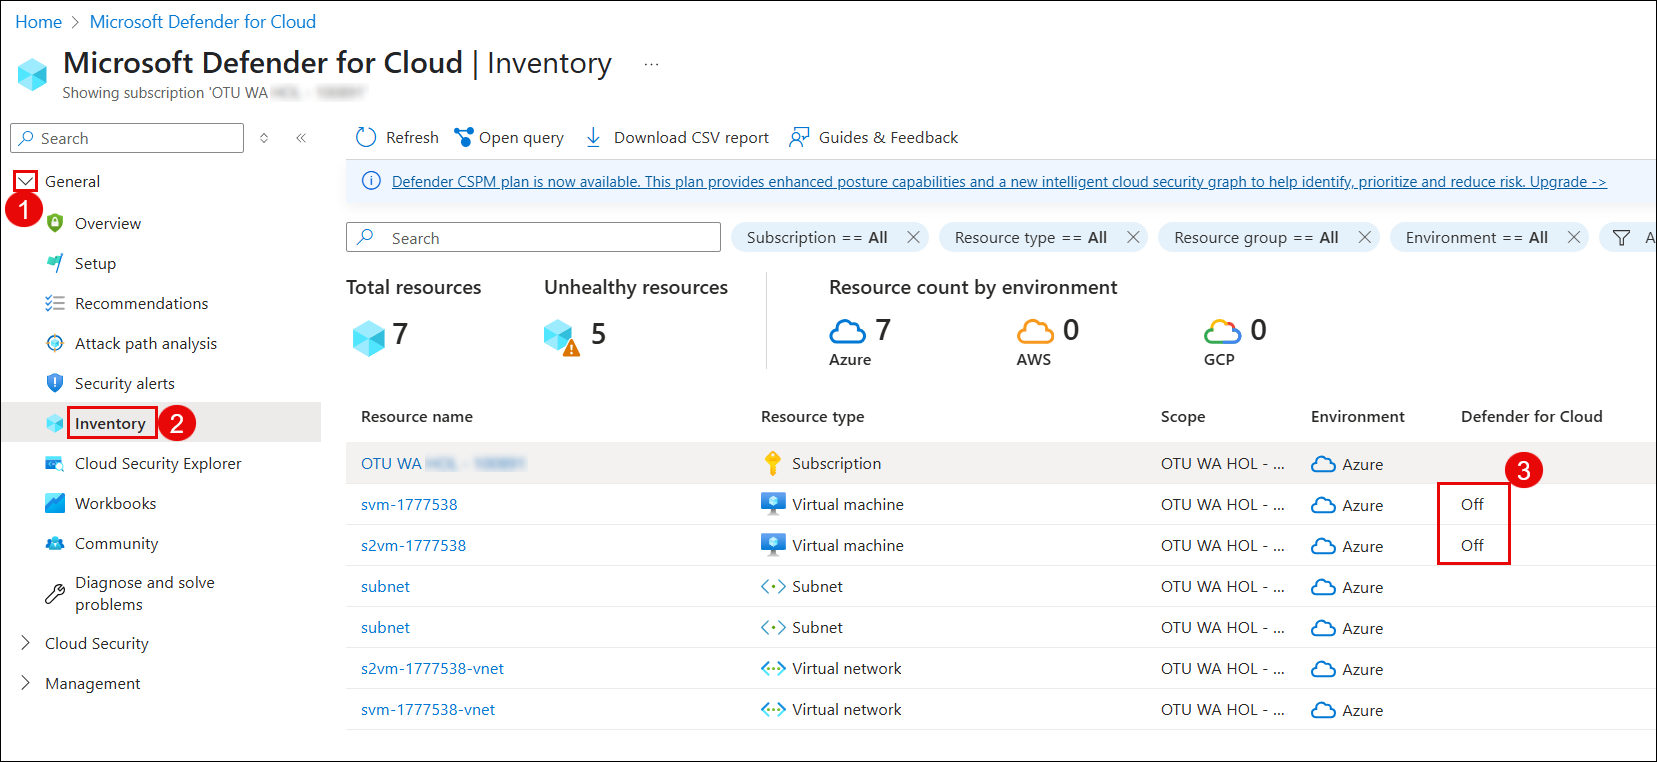 Home > Microsoft Defender for Cloud
Microsoft Defender for Cloud | Inventory ...
Showing subscription 'OTU WA
Search
General
1
Overview
Setup
Recommendations
Attack path analysis
Security alerts
Inventory 2
Cloud Security Explorer
Workbooks
Community
Diagnose and solve
problems
Cloud Security
Management
Refresh Open query Download CSV report Guides & Feedback
Defender CSPM plan is now available. This plan provides enhanced posture capabilities and a new intelligent cloud security graph to help identify, prioritize and reduce risk. Upgrade ->
Search Subscription == All Resource type == All Resource group == All Environment == All A
Total resources Unhealthy resources Resource count by environment
7 5 7 0 0
Azure AWS GCP
Resource name Resource type Scope Environment Defender for Cloud
OTU WA Subscription OTU WA HOL - ... Azure
3
svm-1777538 Virtual machine OTU WA HOL - ... Azure Off
s2vm-1777538 Virtual machine OTU WA HOL - ... Azure Off
subnet Subnet OTU WA HOL - ... Azure
subnet Subnet OTU WA HOL - ... Azure
s2vm-1777538-vnet Virtual network OTU WA HOL - ... Azure
svm-1777538-vnet Virtual network OTU WA HOL - ... Azure